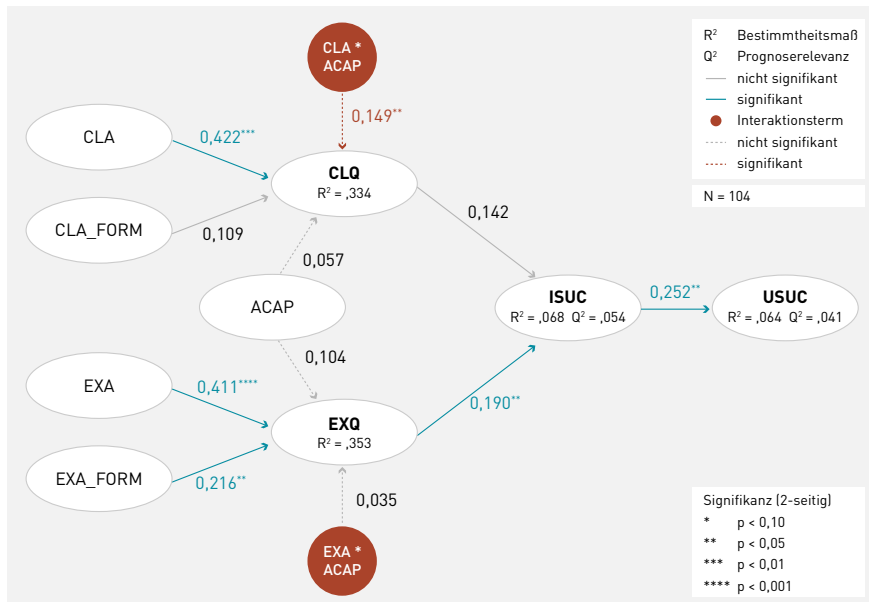 CLA *
ACAP
0,149**
CLA
0,422***
CLQ
R² = ,334
CLA_FORM
0,109
0,142
0,057
ACAP
ISUC
R² = ,068 Q² = ,054
0,252**
USUC
R² = ,064 Q² = ,041
0,104
EXA
0,411****
0,190**
EXQ
R² = ,353
EXA_FORM
0,216**
0,035
EXA *
ACAP
R² Bestimmtheitsmaß
Q² Prognoserelevanz
nicht signifikant
signifikant
Interaktionsterm
nicht signifikant
signifikant
N = 104
Signifikanz (2-seitig)
* p < 0,10
** p < 0,05
*** p < 0,01
**** p < 0,001